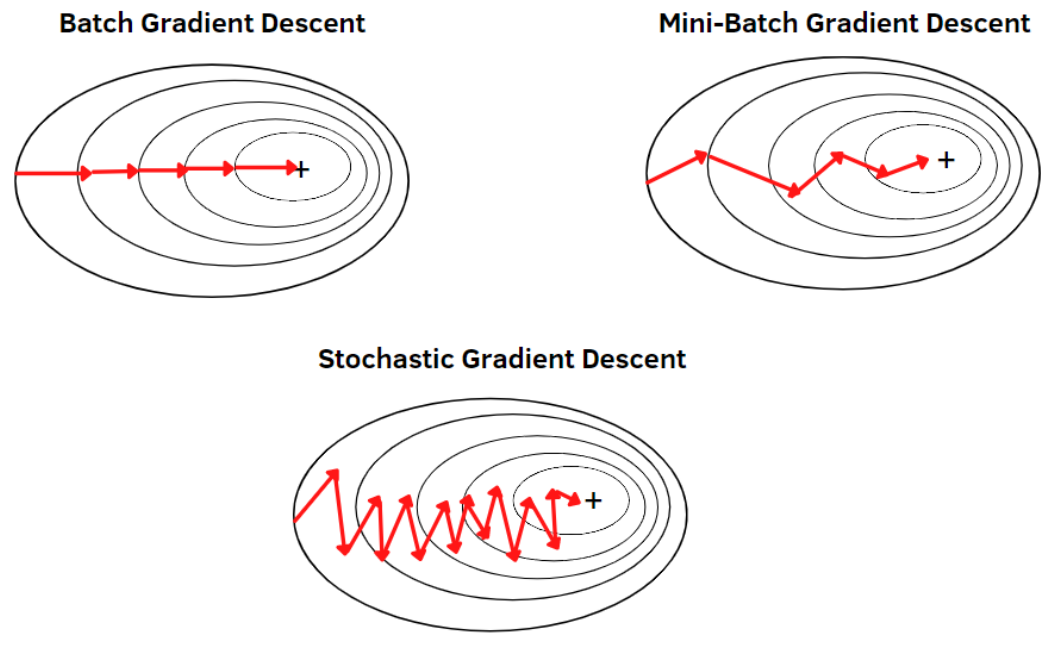 Batch Gradient Descent
Mini-Batch Gradient Descent
Stochastic Gradient Descent